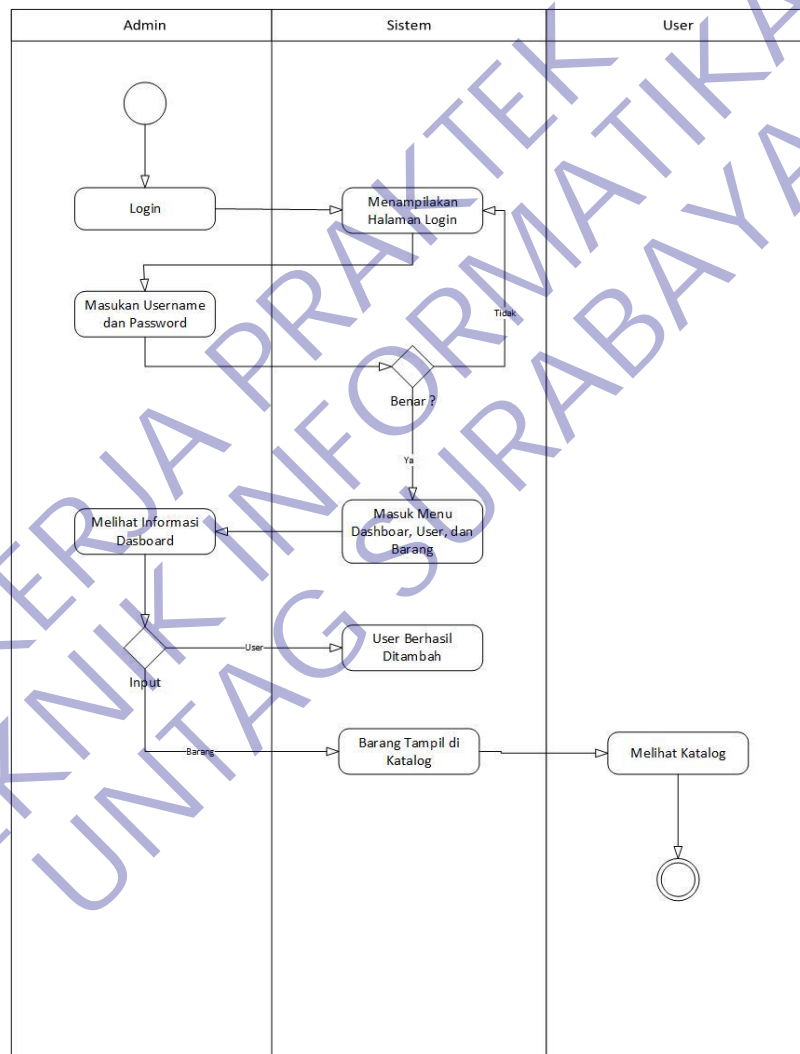 Admin
Sistem
User
Login
Menampilakan
Halaman Login
Masukan Username
dan Password
Tidak
Benar ?
Ya
Masuk Menu
Dashboar, User, dan
Barang
Melihat Informasi
Dasboard
Input
User
User Berhasil
Ditambah
Barang
Barang Tampil di
Katalog
Melihat Katalog
KERJA PRAKTEK
TEKNIK INFORMATIKA
UNTAG SURABAYA